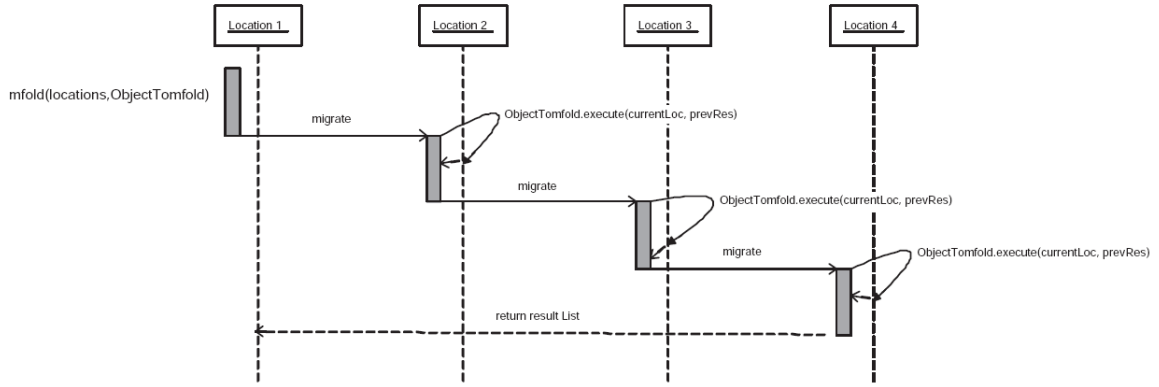 Location 1
Location 2
Location 3
Location 4
mfold(locations,ObjectTomfold)
migrate
ObjectTomfold.execute(currentLoc, prevRes)
migrate
ObjectTomfold.execute(currentLoc, prevRes)
migrate
ObjectTomfold.execute(currentLoc, prevRes)
return result List